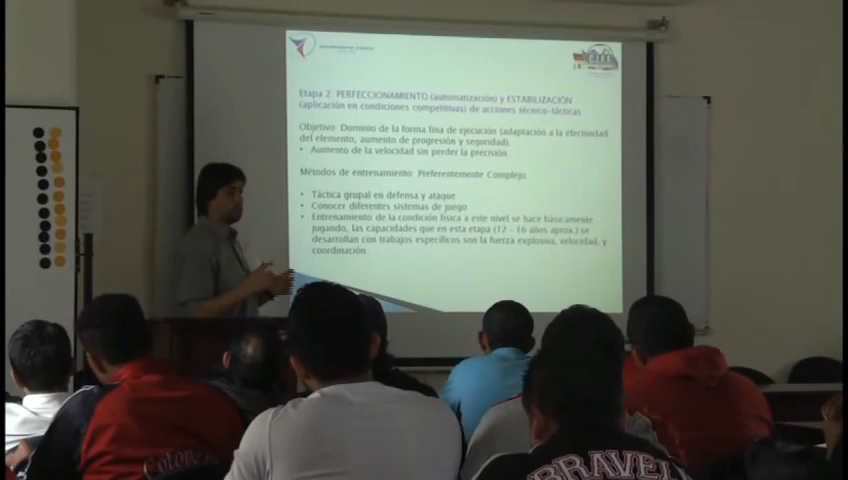 Etapa 2: PERFECCIONAMIENTO (automatización) y ESTABILIZACIÓN
(aplicación en condiciones competitivas) de acciones técnico-tácticas
Objetivo: Dominio de la forma fina de ejecución (adaptación a la efectividad
del elemento, aumento de progresión y seguridad).
• Aumento de la velocidad sin perder la precisión.
Métodos de entrenamiento: Preferentemente Complejo.
• Táctica grupal en defensa y ataque
• Conocer diferentes sistemas de juego
• Entrenamiento de la condición física a este nivel se hace básicamente
jugando, las capacidades que en esta etapa (12 - 16 años aprox.) se
desarrollan con trabajos específicos son la fuerza explosiva, velocidad, y
coordinación.
BRAVE